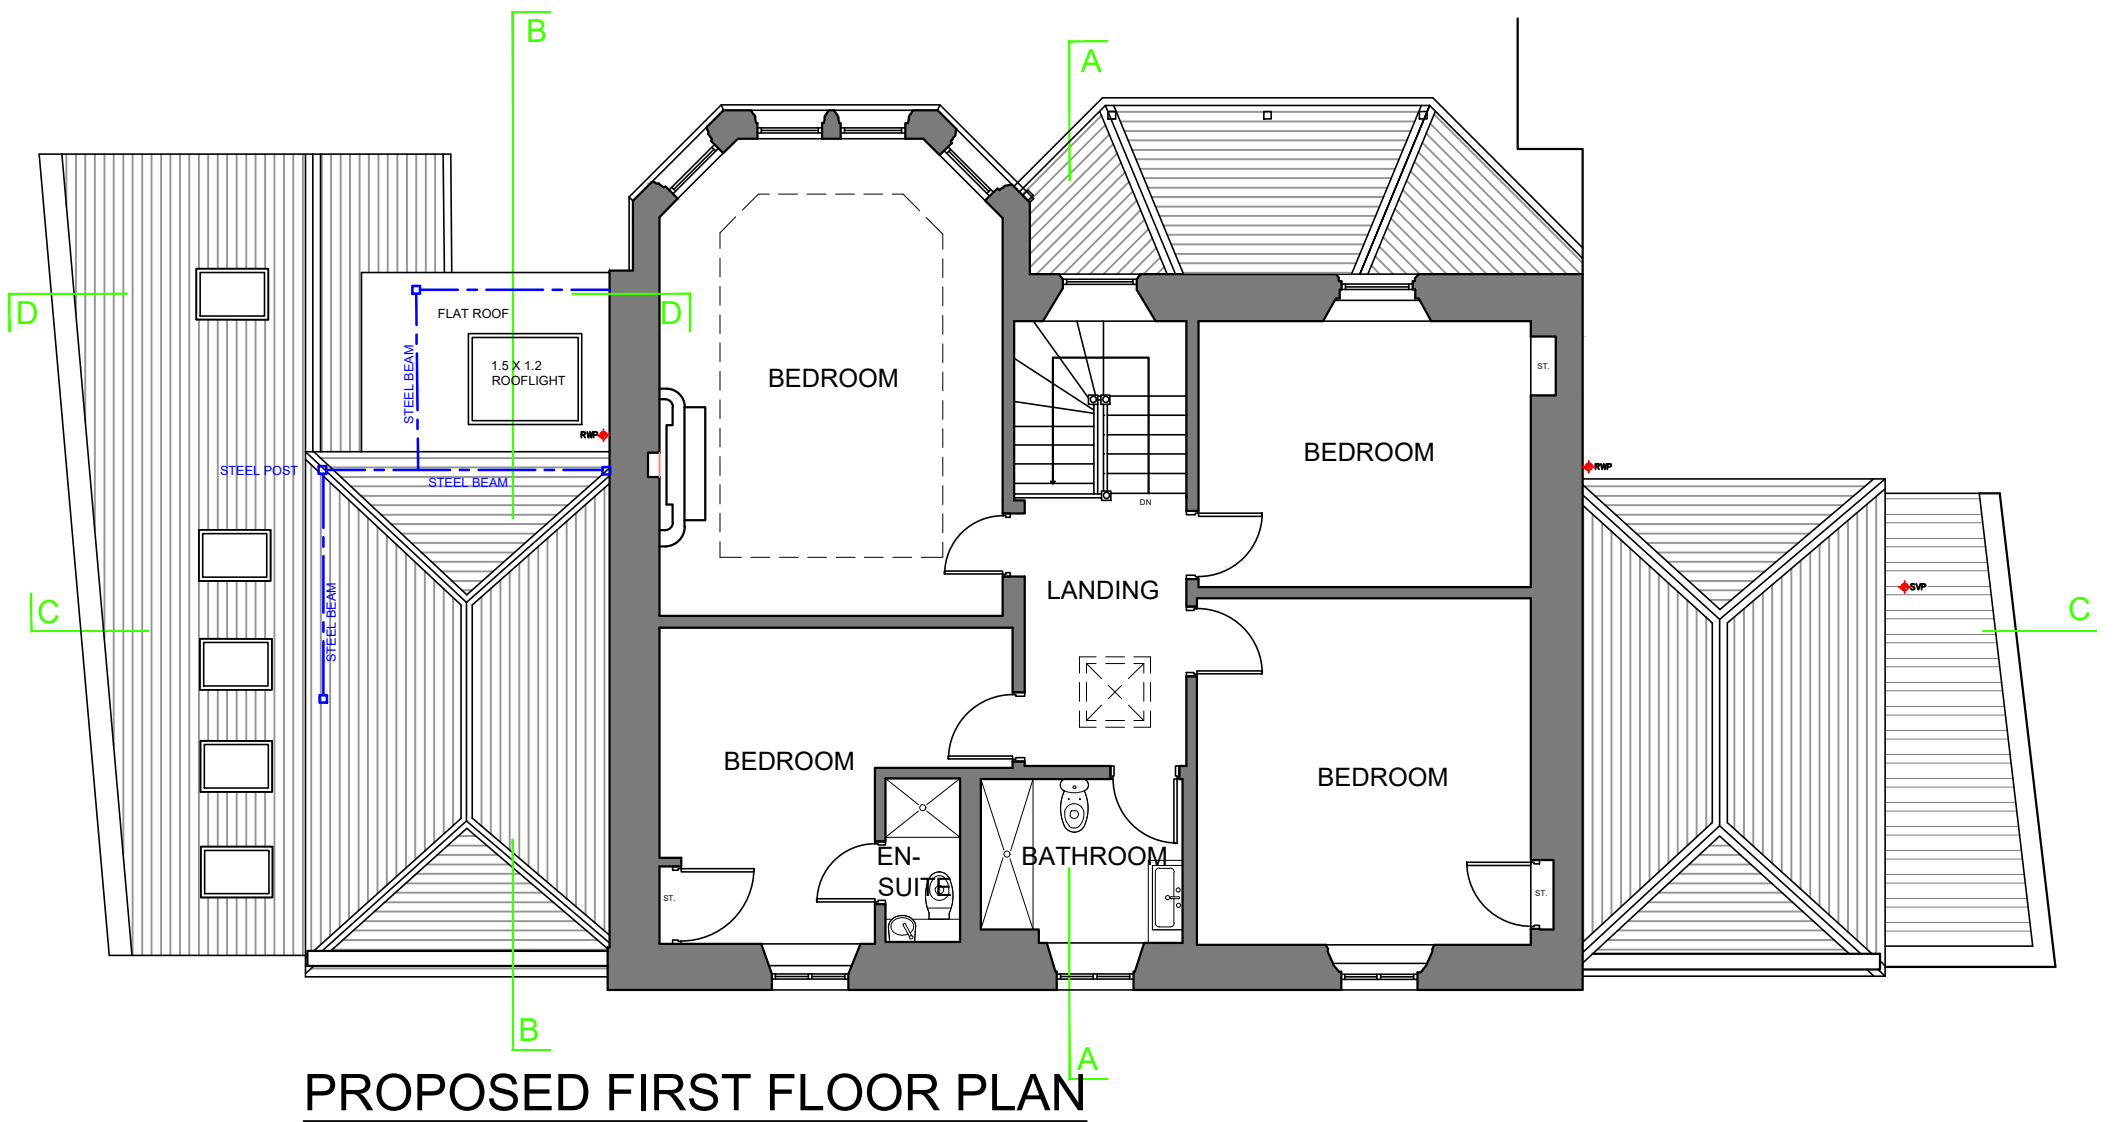 B
A
D
D
FLAT ROOF
STEEL BEAM
1.5 X 1.2
ROOFLIGHT
BEDROOM
ST.
RWP
BEDROOM
STEEL POST
STEEL BEAM
RWP
DN
SVP
C
STEEL BEAM
LANDING
C
BEDROOM
BEDROOM
EN-
SUITE
BATHROOM
ST.
ST.
B
A
PROPOSED FIRST FLOOR PLAN